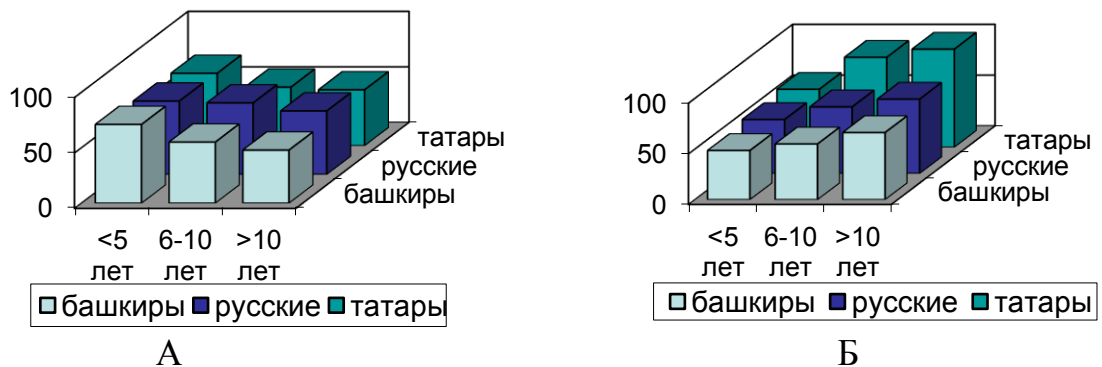 100
50
0
татары
русские
башкиры
<5 лет
6-10 лет
>10 лет
башкиры русские татары
А
100
50
0
татары
русские
башкиры
<5 лет
6-10 лет
>10 лет
башкиры русские татары
Б